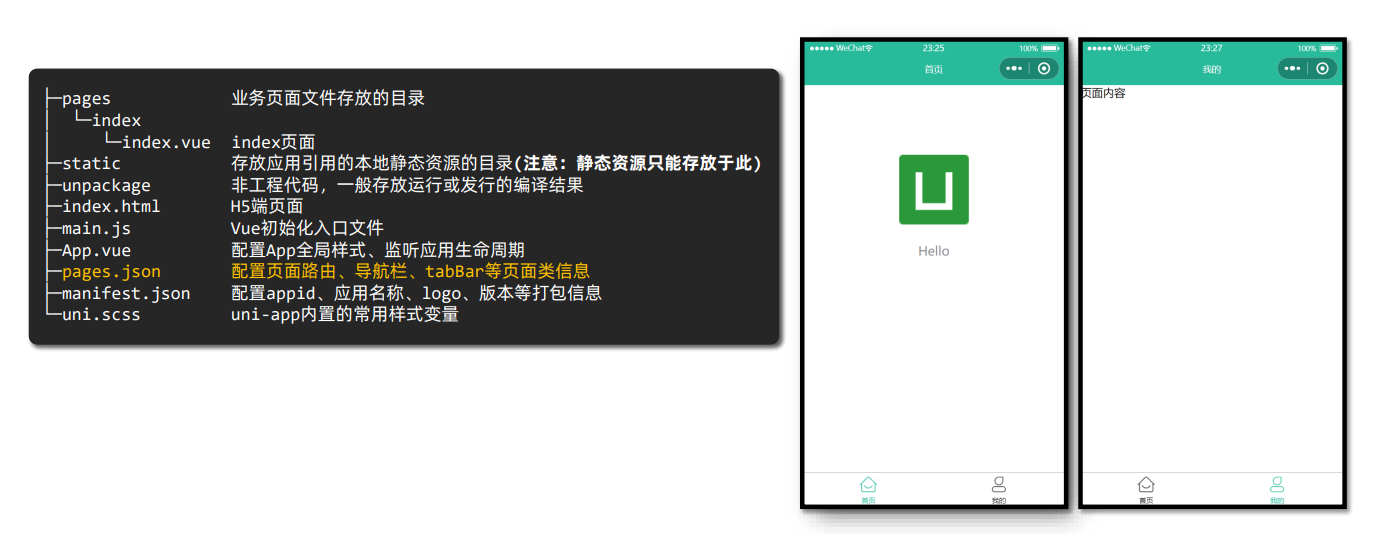 ├─pages 业务页面文件存放的目录
│ └─index
│ └─index.vue index页面
├─static 存放应用引用的本地静态资源的目录(注意：静态资源只能存放于此)
├─unpackage 非工程代码，一般存放运行或发行的编译结果
├─index.html H5端页面
├─main.js Vue初始化入口文件
├─App.vue 配置App全局样式、监听应用生命周期
├─pages.json 配置页面路由、导航栏、tabBar等页面类信息
├─manifest.json 配置appid、应用名称、logo、版本等打包信息
└─uni.scss uni-app内置的常用样式变量
WeChat 23:25 100%
首页
Hello
首页 我的
WeChat 23:27 100%
我的
页面内容
首页 我的